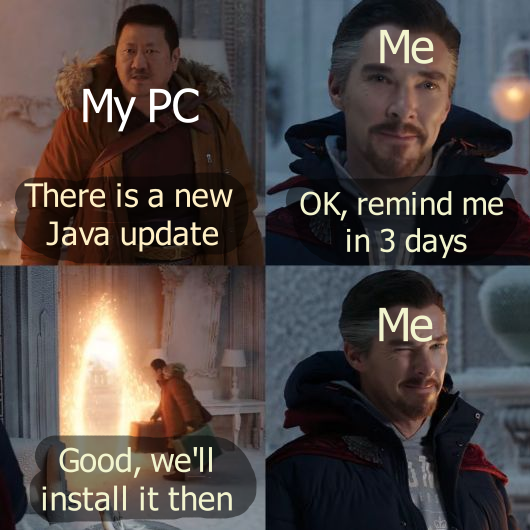 My PC
There is a new
Java update
Me
OK, remind me
in 3 days
Good, we'll
install it then
Me